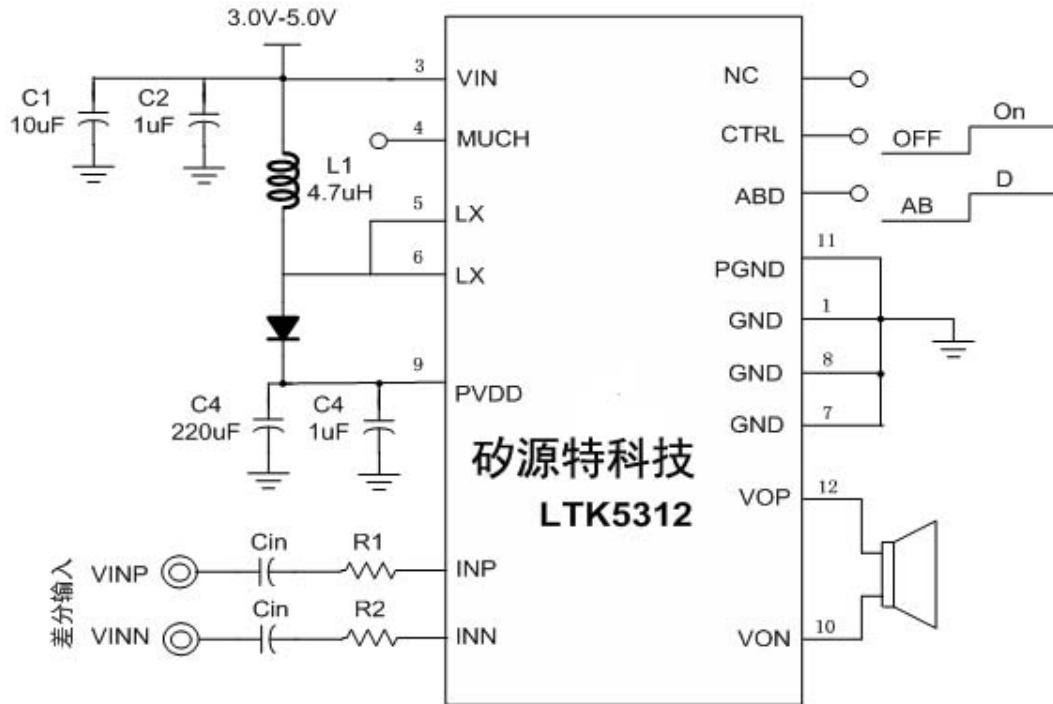 3.0V-5.0V
C1
10uF
C2
1uF
3
VIN
4
MUCH
L1
4.7uH
5
LX
6
LX
9
PVDD
C4
220uF
C4
1uF
NC
CTRL
OFF
On
ABD
AB
D
11
PGND
1
GND
8
GND
7
GND
矽源特科技
LTK5312
12
VOP
10
VON
差分输入
VINP
Cin
R1
INP
VINN
Cin
R2
INN